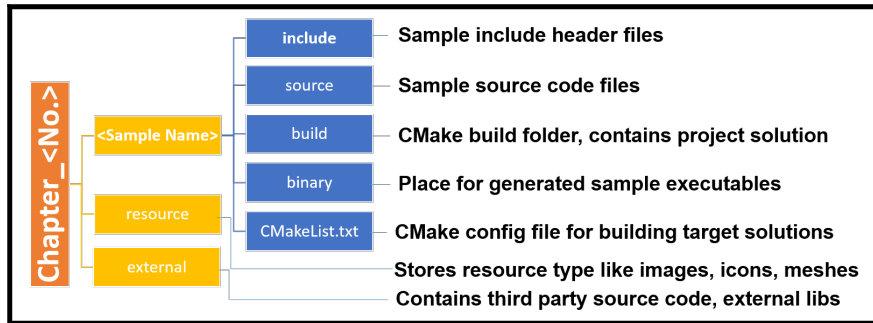 Chapter_<No.>
<Sample Name>
resource
external
include
source
build
binary
CMakeList.txt
Sample include header files
Sample source code files
CMake build folder, contains project solution
Place for generated sample executables
CMake config file for building target solutions
Stores resource type like images, icons, meshes
Contains third party source code, external libs